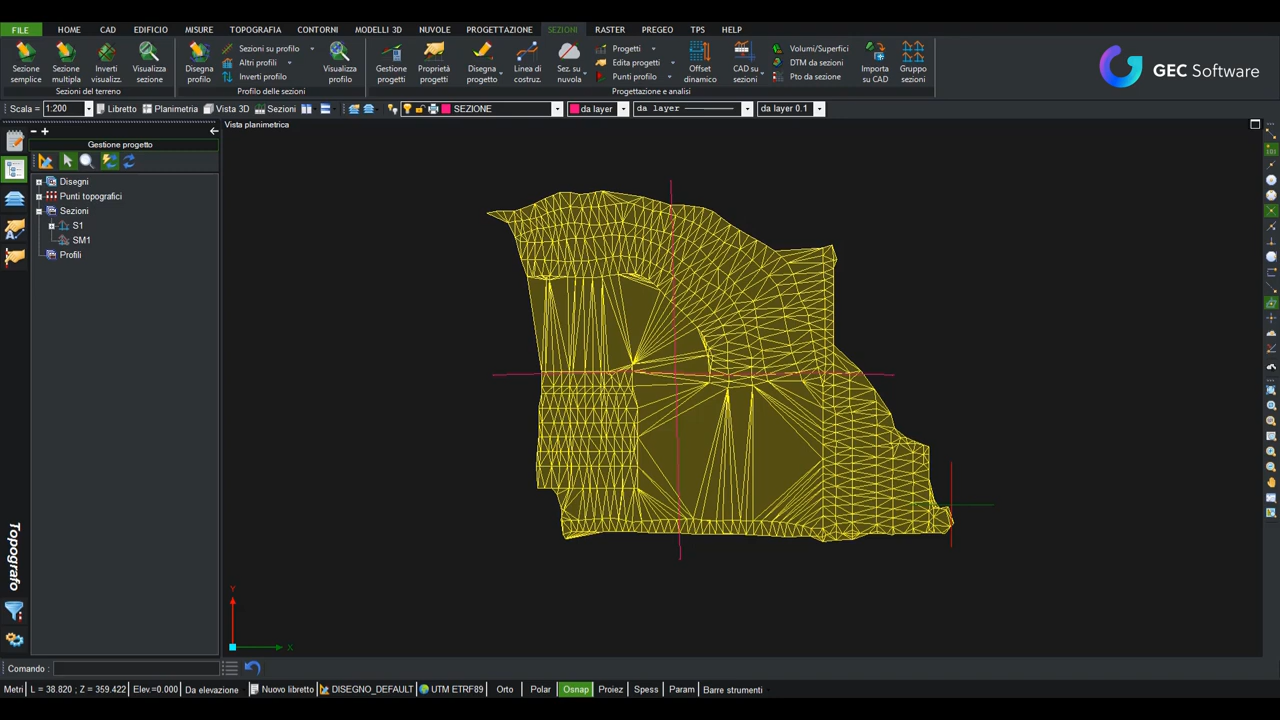 FILE HOME CAD EDIFICIO MISURE TOPOGRAFIA CONTORNI MODELLI 3D NUVOLE PROGETTAZIONE SEZIONI RASTER PREGEO TPS HELP
Sezione semplice
Sezione multipla
Inverti visualiz.
Visualizza sezione
Sezioni del terreno
Disegna profilo
Sezioni su profilo
Altri profili
Inverti profilo
Visualizza profilo
Profilo delle sezioni
Gestione progetti
Proprietà progetti
Disegna progetto
Linea di costruz.
Sez. su nuvola
Progetti
Edita progetti
Punti profilo
Offset dinamico
CAD su sezioni
Volumi/Superfici
DTM da sezioni
Pto da sezione
Importa su CAD
Gruppo sezioni
Progettazione e analisi
GEC Software
Scala = 1:200 Libretto Planimetria Vista 3D Sezioni SEZIONE da layer da layer da layer 0.1
Vista planimetrica
Gestione progetto
Disegni
Punti topografici
Sezioni
S1
SM1
Profili
Topografo
Y
X
Comando :
Metri L = 38.820 ; Z = 359.422 Elev.=0.000 Da elevazione Nuovo libretto DISEGNO_DEFAULT UTM ETRF89 Orto Polar Osnap Proiez Spess Param Barre strumenti